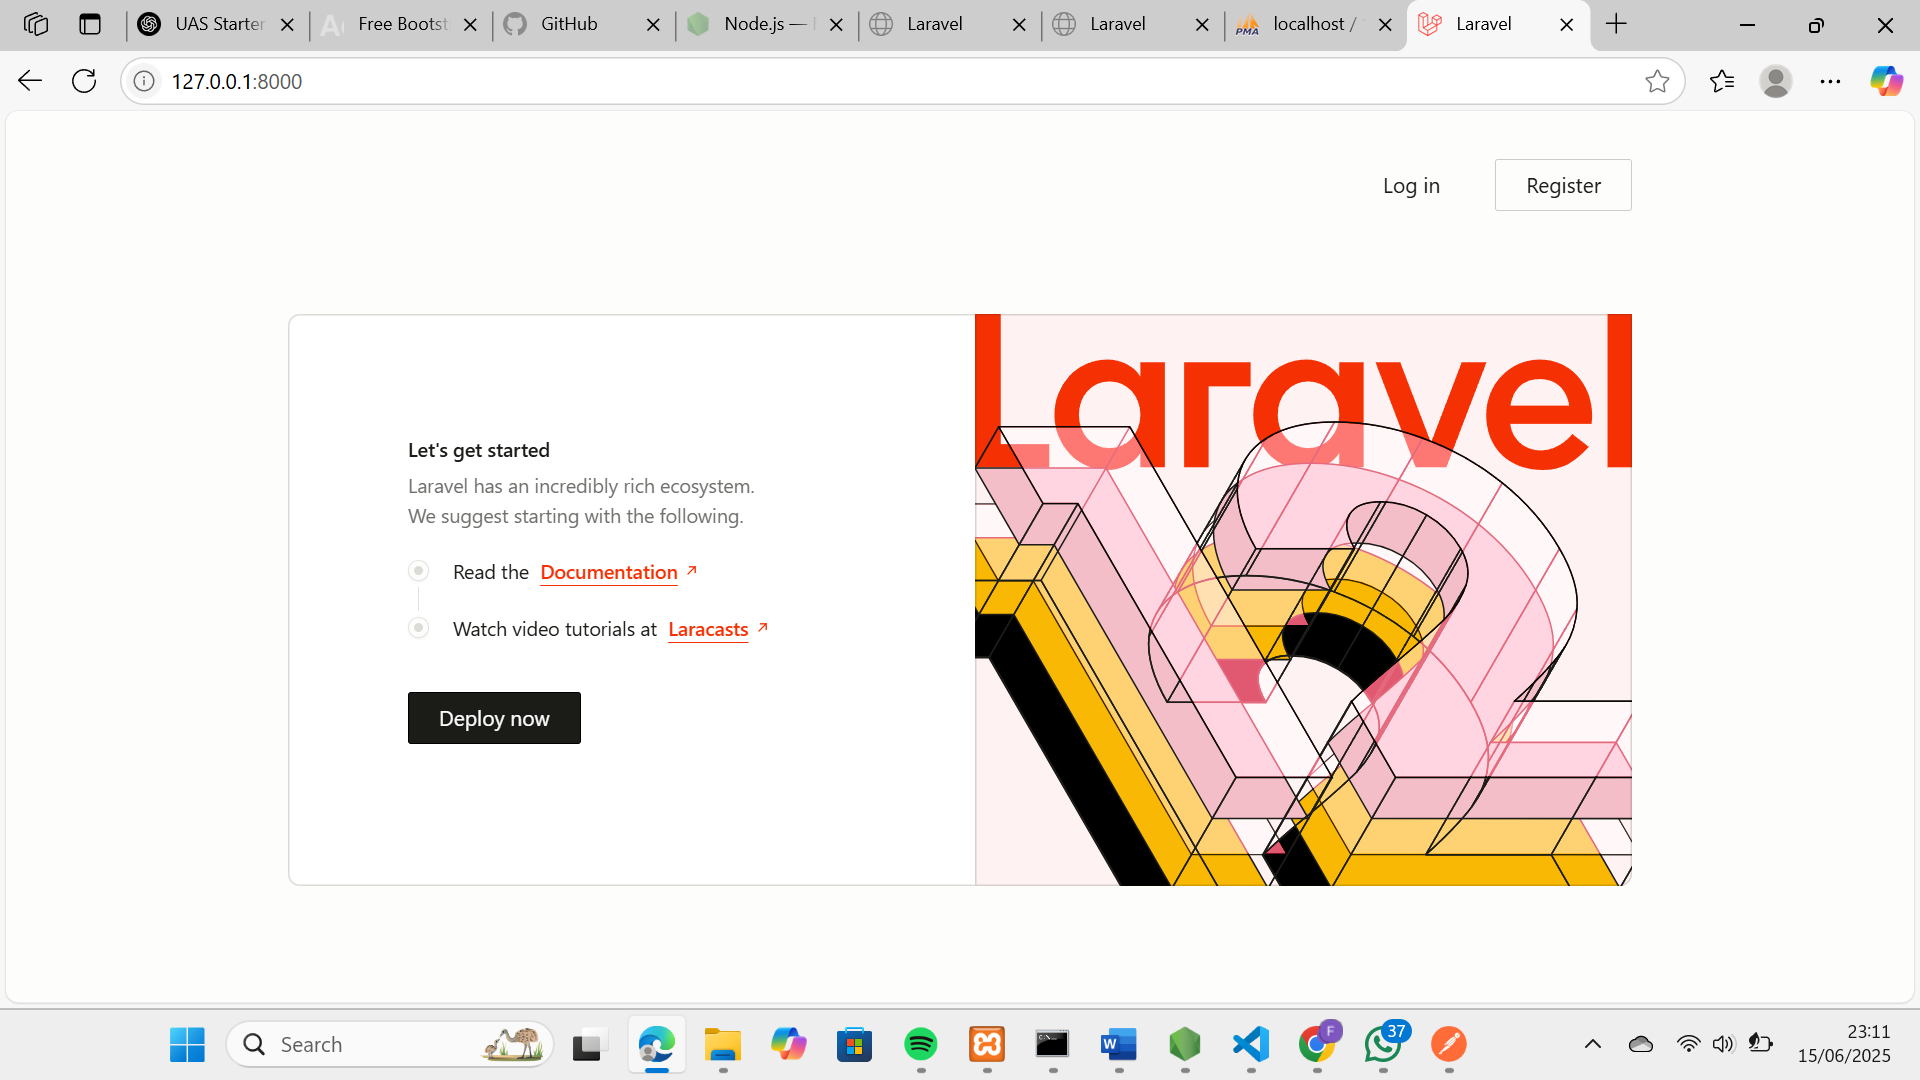 UAS Starter
Free Bootst
GitHub
Node.js —
Laravel
Laravel
PMA
localhost /
Laravel
127.0.0.1:8000
Log in
Register
Let's get started
Laravel has an incredibly rich ecosystem.
We suggest starting with the following.
Read the Documentation
Watch video tutorials at Laracasts
Deploy now
Laravel
Search
W
F
37
23:11
15/06/2025